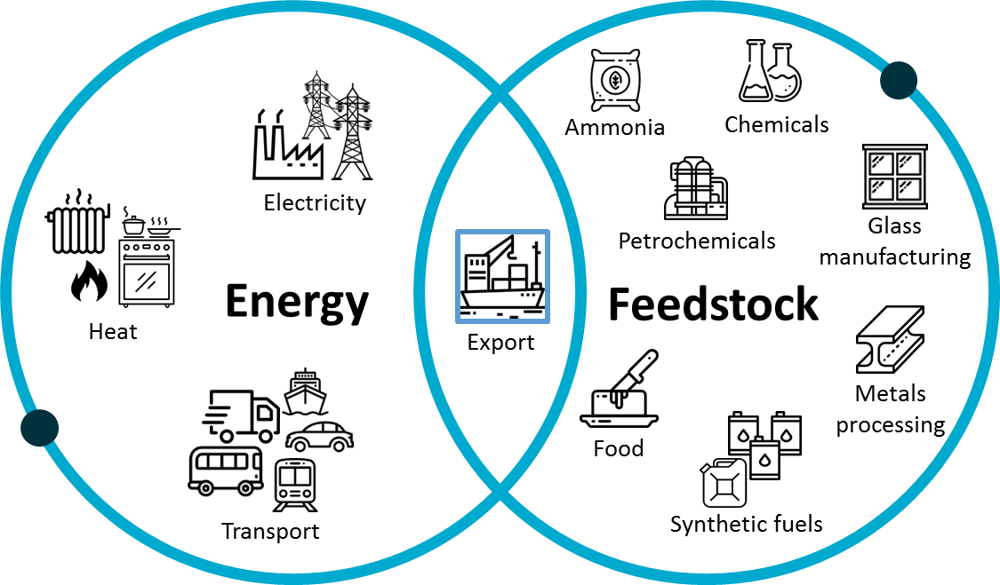 Electricity
Heat
Energy
Transport
Export
Ammonia
Chemicals
Petrochemicals
Glass
manufacturing
Feedstock
Food
Metals
processing
Synthetic fuels